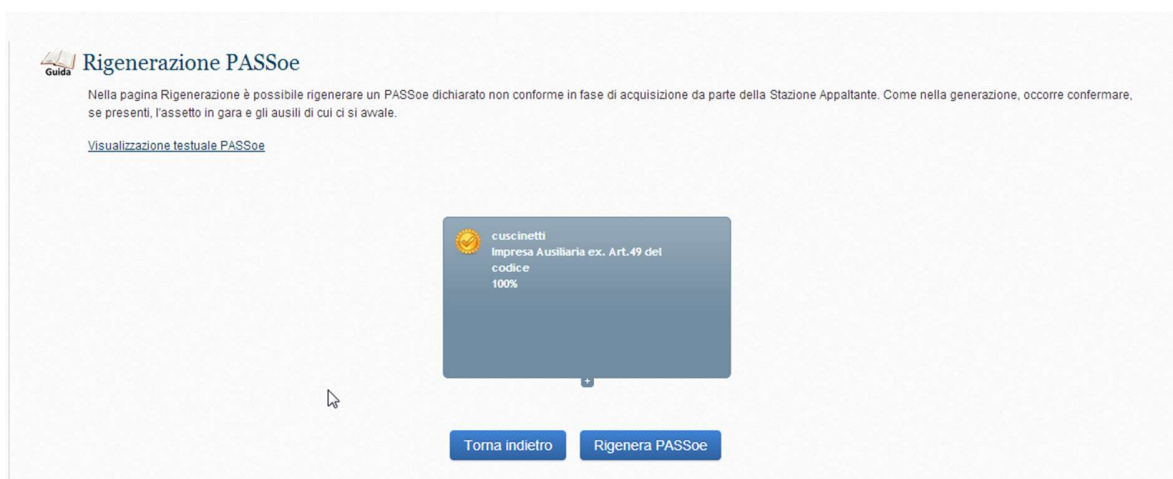 Guida
Rigenerazione PASSoe
Nella pagina Rigenerazione è possibile rigenerare un PASSoe dichiarato non conforme in fase di acquisizione da parte della Stazione Appaltante. Come nella generazione, occorre confermare,
se presenti, l'assetto in gara e gli ausili di cui ci si avvale.
Visualizzazione testuale PASSoe
cuscinetti
Impresa Ausiliaria ex. Art.49 del
codice
100%
+
Torna indietro
Rigenera PASSoe